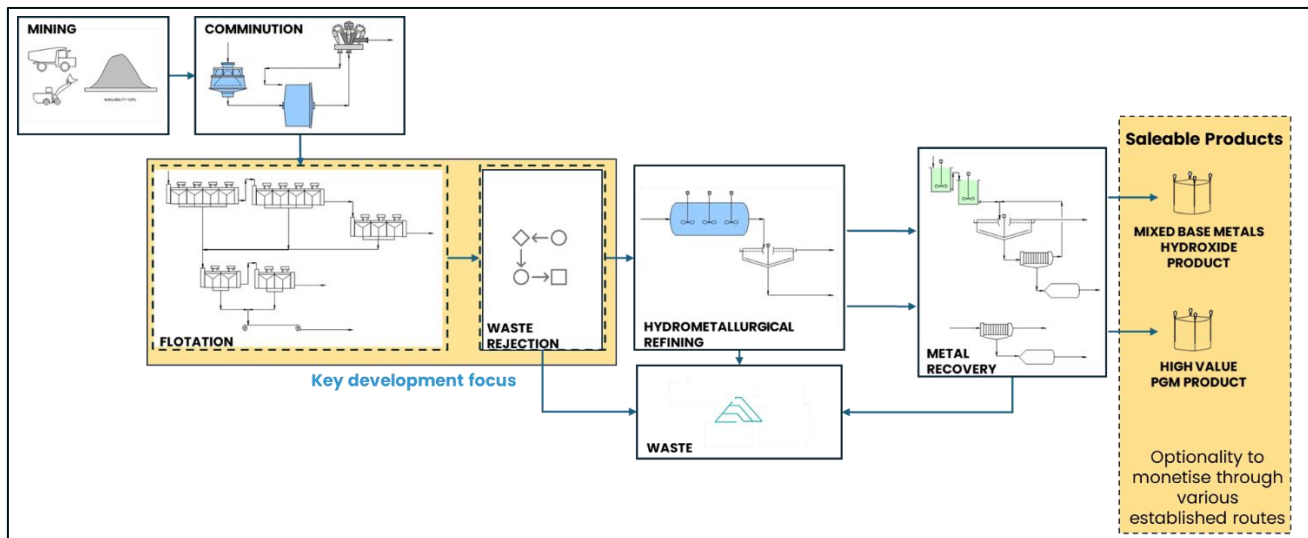 MINING
COMMINUTION
FLOTATION
WASTE
REJECTION
Key development focus
HYDROMETALLURGICAL
REFINING
WASTE
METAL
RECOVERY
Saleable Products
MIXED BASE METALS
HYDROXIDE
PRODUCT
HIGH VALUE
PGM PRODUCT
Optionality to
monetise through
various
established routes